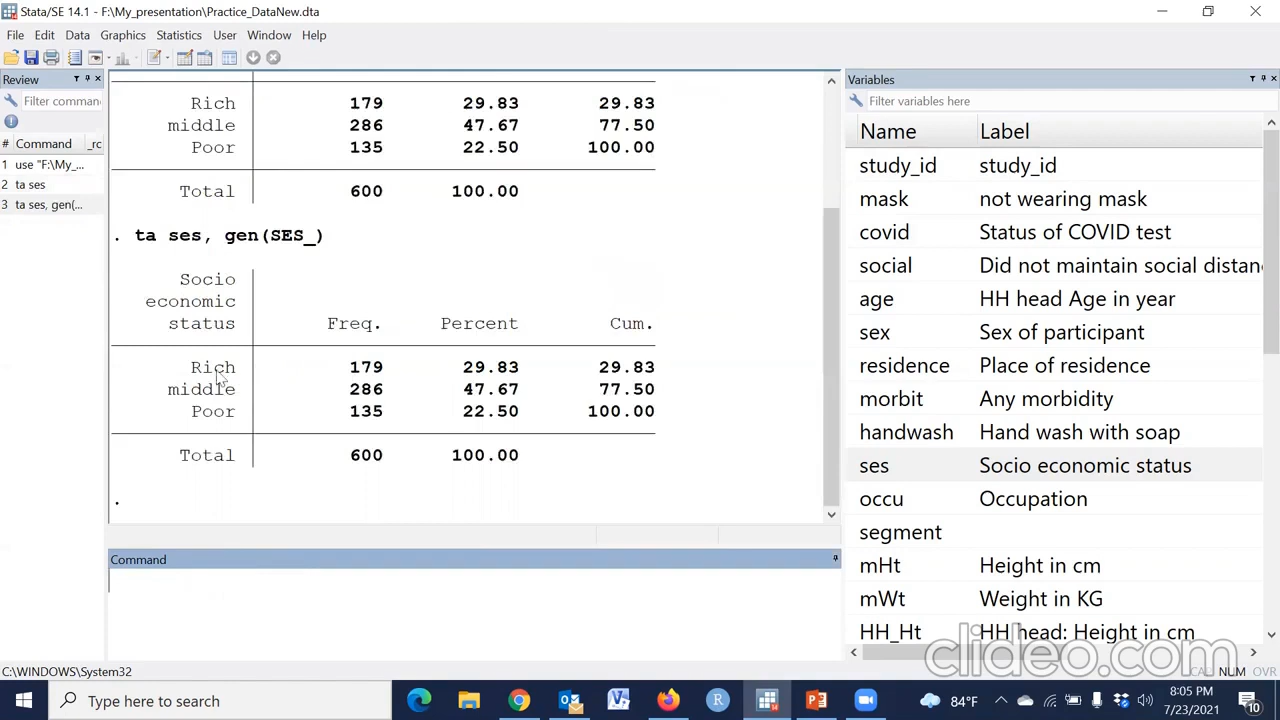 Stata/SE 14.1 - F:\My_presentation\Practice_DataNew.dta
File Edit Data Graphics Statistics User Window Help
Review
Filter comman
# Command _rc
1 use "F:\My_...
2 ta ses
3 ta ses, gen(...
Rich 179 29.83 29.83
middle 286 47.67 77.50
Poor 135 22.50 100.00
Total 600 100.00
. ta ses, gen(SES_)
Socio
economic
status Freq. Percent Cum.
Rich 179 29.83 29.83
middle 286 47.67 77.50
Poor 135 22.50 100.00
Total 600 100.00
.
Command
Variables
Filter variables here
Name Label
study_id study_id
mask not wearing mask
covid Status of COVID test
social Did not maintain social distan
age HH head Age in year
sex Sex of participant
residence Place of residence
morbit Any morbidity
handwash Hand wash with soap
ses Socio economic status
occu Occupation
segment
mHt Height in cm
mWt Weight in KG
HH_Ht HH head: Height in cm
clideo.com
C:\WINDOWS\System32
CAP NUM OVR
Type here to search
84°F
8:05 PM
7/23/2021
10